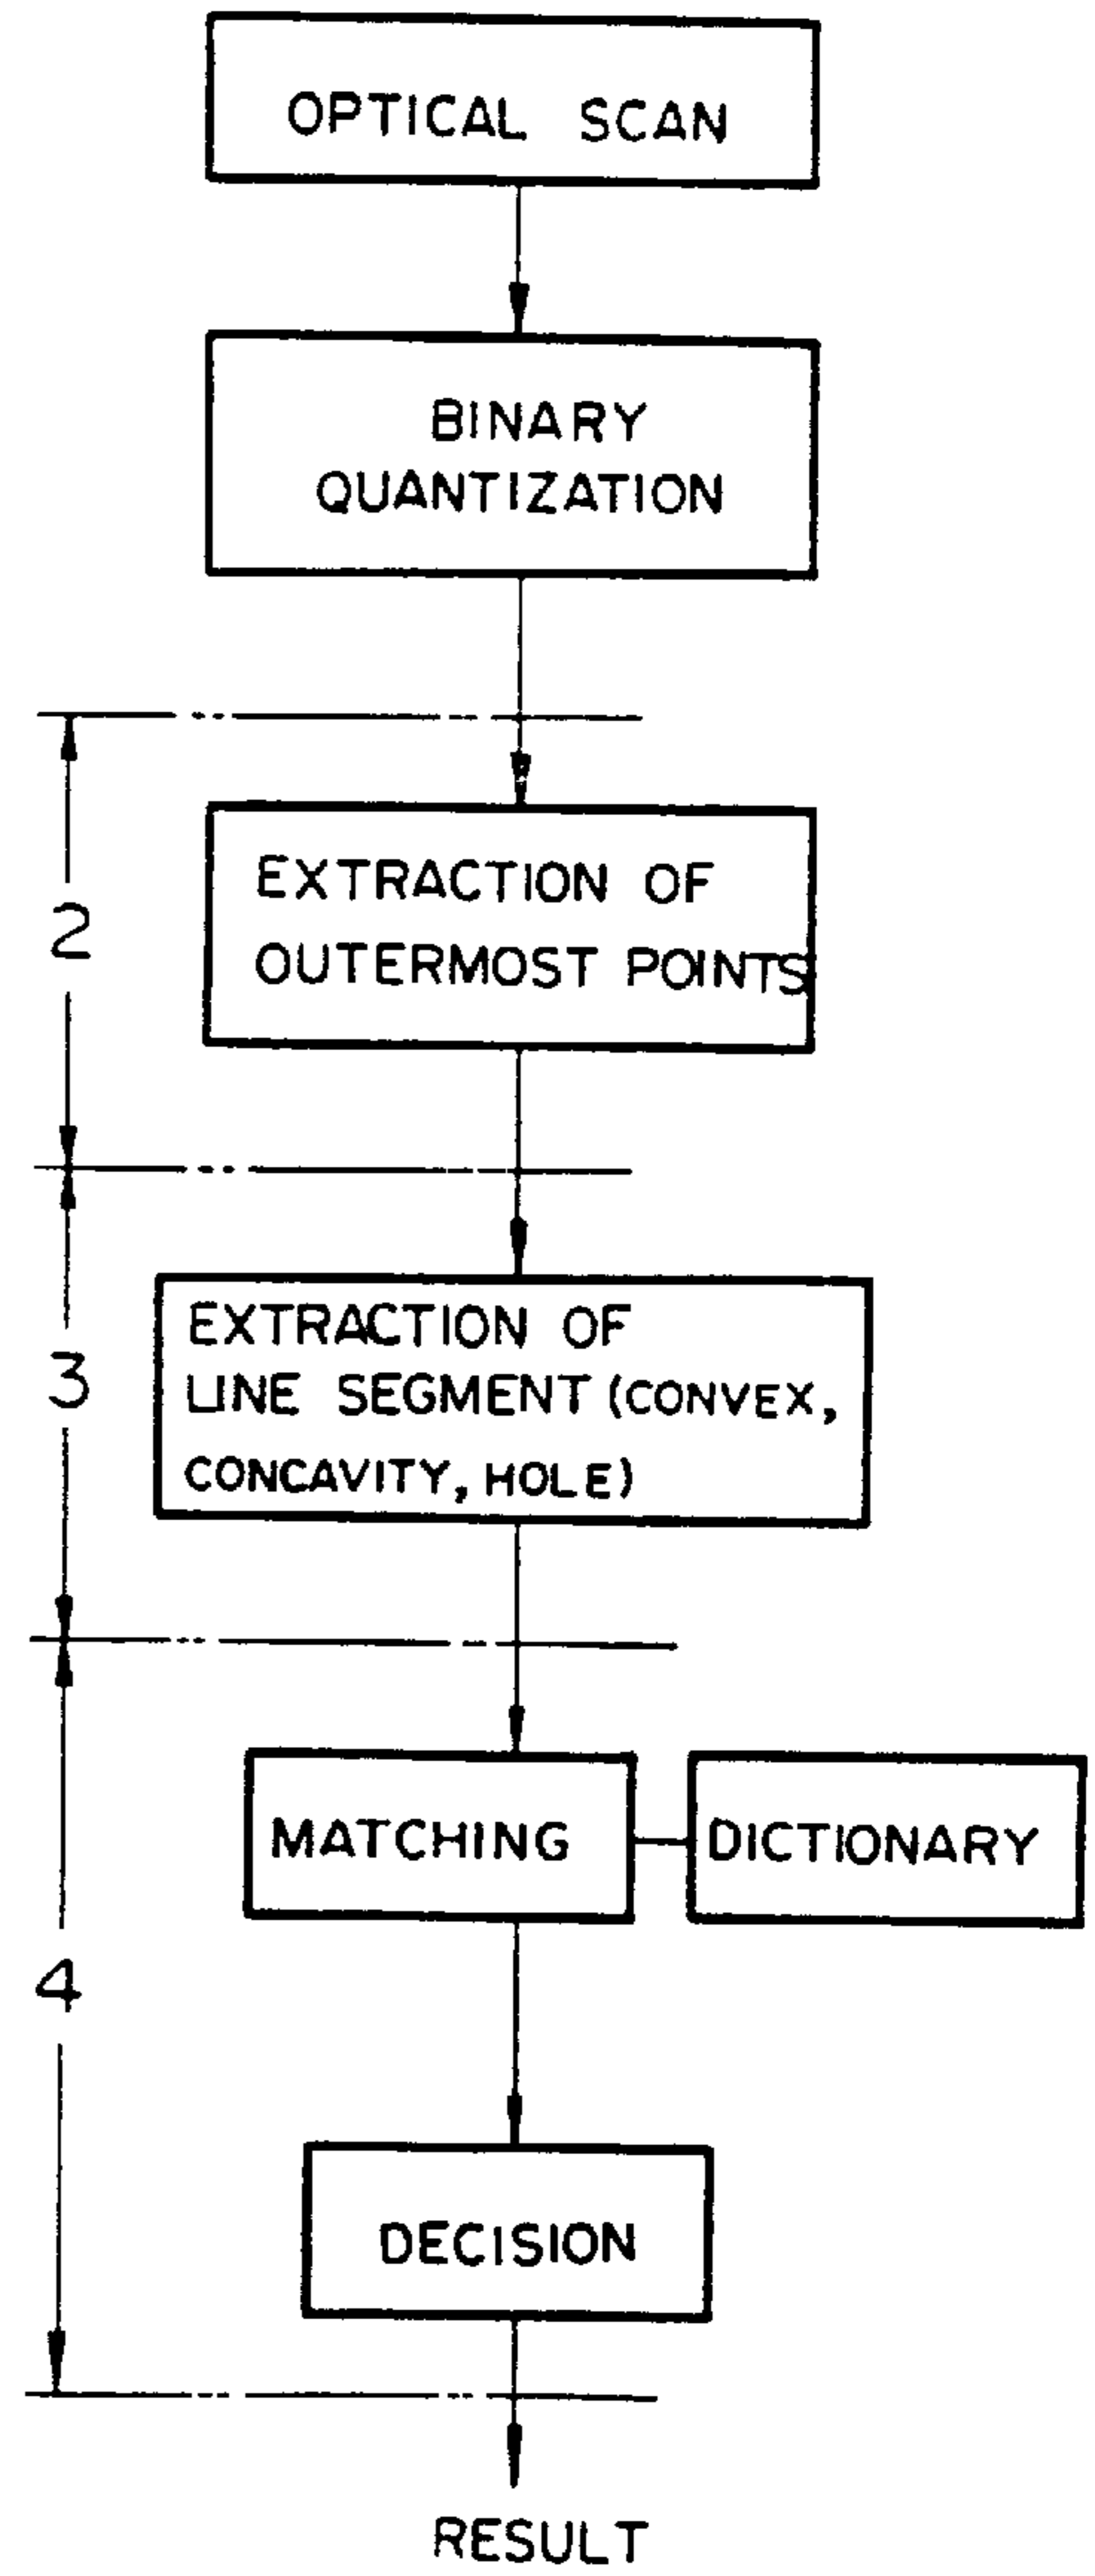 OPTICAL SCAN
BINARY
QUANTIZATION
2
EXTRACTION OF
OUTERMOST POINTS
3
EXTRACTION OF
LINE SEGMENT (CONVEX,
CONCAVITY, HOLE)
MATCHING
DICTIONARY
4
DECISION
RESULT